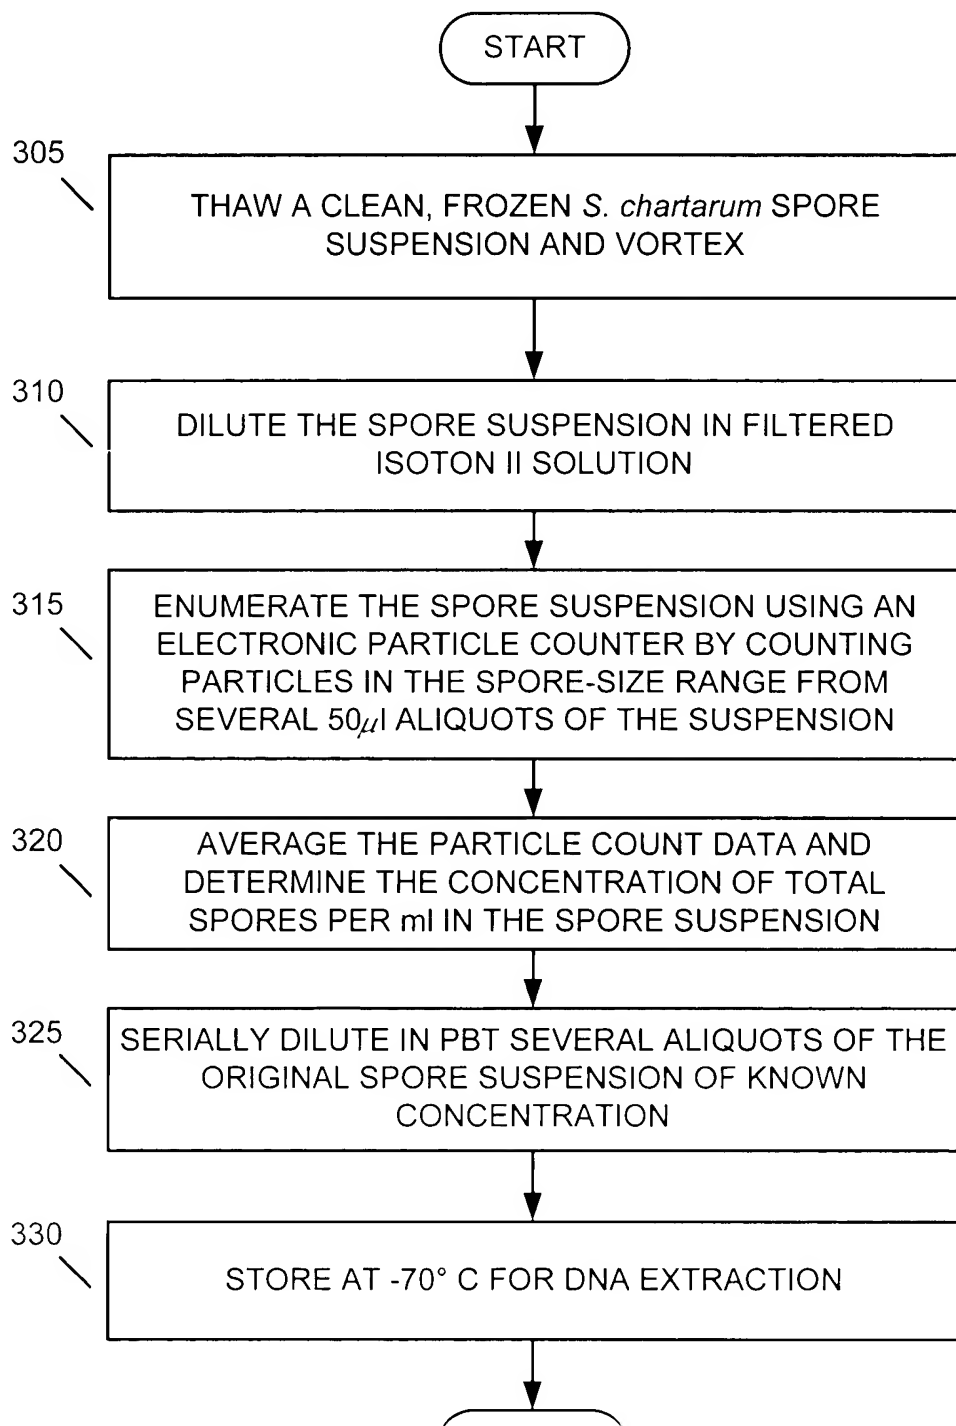 START
305
THAW A CLEAN, FROZEN S. chartarum SPORE
SUSPENSION AND VORTEX
310
DILUTE THE SPORE SUSPENSION IN FILTERED
ISOTON II SOLUTION
315
ENUMERATE THE SPORE SUSPENSION USING AN
ELECTRONIC PARTICLE COUNTER BY COUNTING
PARTICLES IN THE SPORE-SIZE RANGE FROM
SEVERAL 50μl ALIQUOTS OF THE SUSPENSION
320
AVERAGE THE PARTICLE COUNT DATA AND
DETERMINE THE CONCENTRATION OF TOTAL
SPORES PER ml IN THE SPORE SUSPENSION
325
SERIALLY DILUTE IN PBT SEVERAL ALIQUOTS OF THE
ORIGINAL SPORE SUSPENSION OF KNOWN
CONCENTRATION
330
STORE AT -70° C FOR DNA EXTRACTION